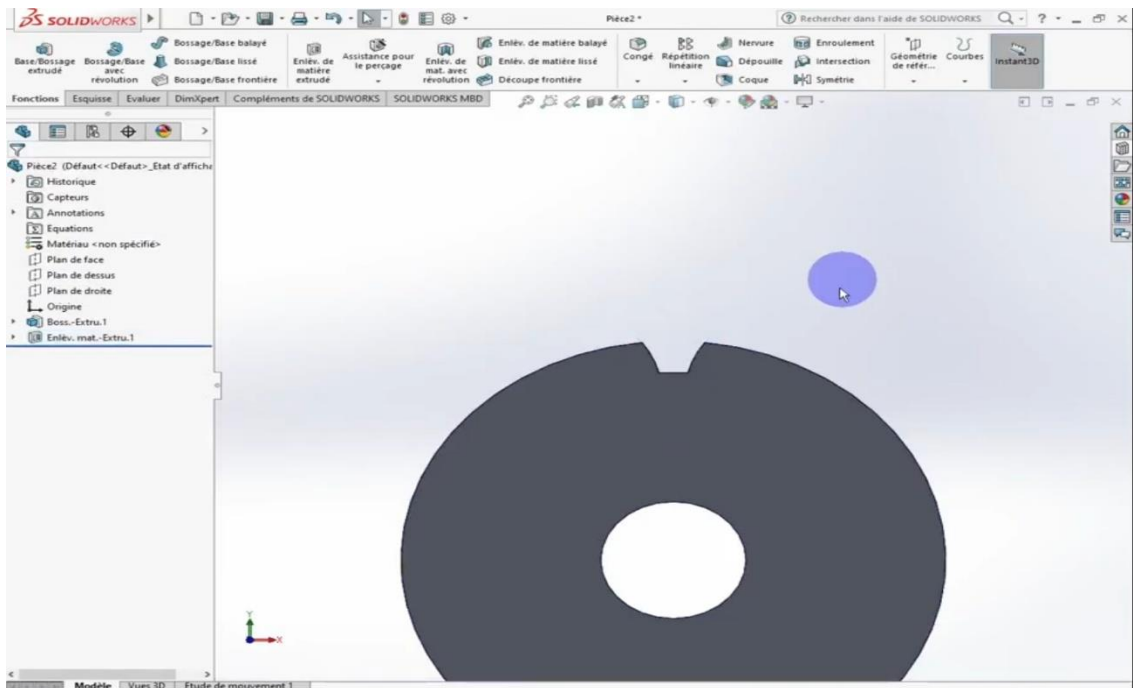 SOLIDWORKS
Pièce2 *
Rechercher dans l'aide de SOLIDWORKS
Base/Bossage extrudé
Bossage/Base avec révolution
Bossage/Base balayé
Bossage/Base lissé
Bossage/Base frontière
Enlèv. de matière extrudé
Assistance pour le perçage
Enlèv. de mat. avec révolution
Enlèv. de matière balayé
Enlèv. de matière lissé
Découpe frontière
Congé
Répétition linéaire
Nervure
Dépouille
Coque
Enroulement
Intersection
Symétrie
Géométrie de référ...
Courbes
Instant3D
Fonctions Esquisse Evaluer DimXpert Compléments de SOLIDWORKS SOLIDWORKS MBD
Pièce2 (Défaut<<Défaut>_Etat d'afficha
Historique
Capteurs
Annotations
Equations
Matériau <non spécifié>
Plan de face
Plan de dessus
Plan de droite
Origine
Boss.-Extru.1
Enlèv. mat.-Extru.1
Y
X
Modèle Vues 3D Etude de mouvement 1